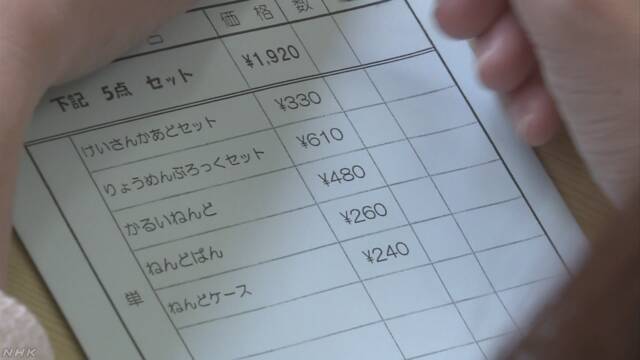 価格 数
下記 5点 セット ¥1,920
けいさんかあどセット ¥330
りょうめんぶろっくセット ¥610
かるいねんど ¥480
ねんどばん ¥260
単 ねんどケース ¥240
NHK